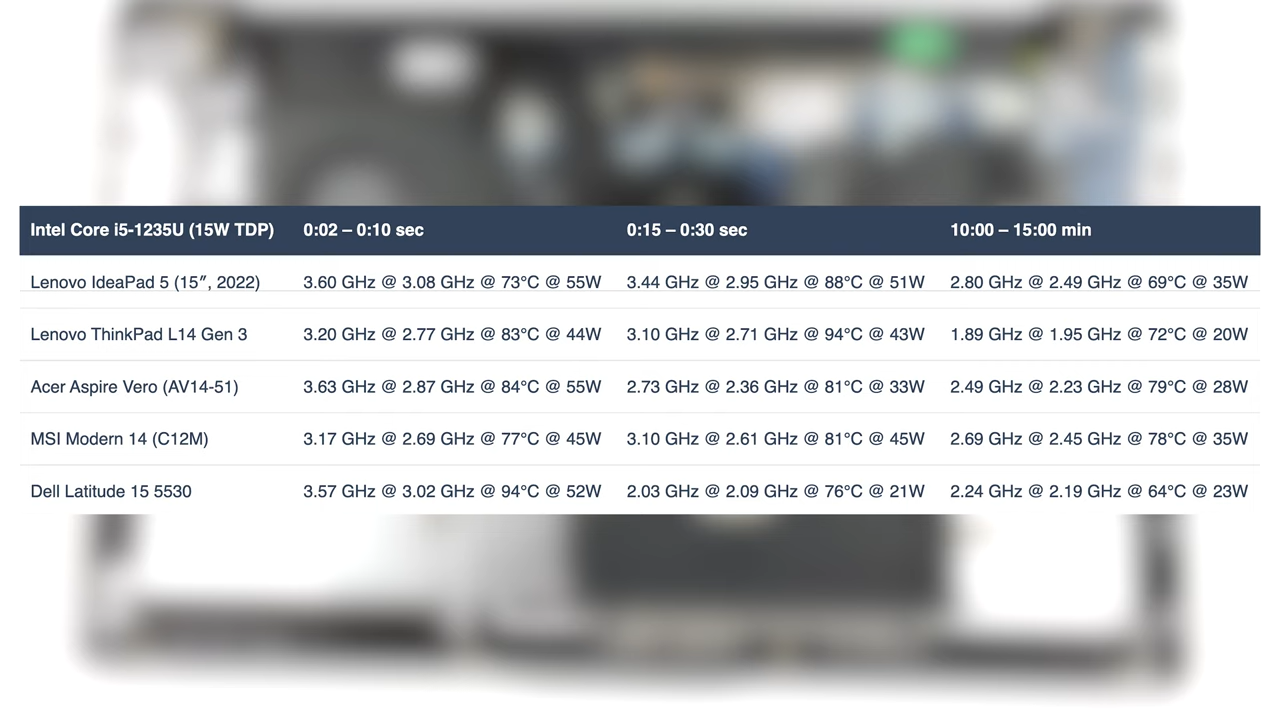 Intel Core i5-1235U (15W TDP) 0:02 – 0:10 sec 0:15 – 0:30 sec 10:00 – 15:00 min
Lenovo IdeaPad 5 (15″, 2022) 3.60 GHz @ 3.08 GHz @ 73°C @ 55W 3.44 GHz @ 2.95 GHz @ 88°C @ 51W 2.80 GHz @ 2.49 GHz @ 69°C @ 35W
Lenovo ThinkPad L14 Gen 3 3.20 GHz @ 2.77 GHz @ 83°C @ 44W 3.10 GHz @ 2.71 GHz @ 94°C @ 43W 1.89 GHz @ 1.95 GHz @ 72°C @ 20W
Acer Aspire Vero (AV14-51) 3.63 GHz @ 2.87 GHz @ 84°C @ 55W 2.73 GHz @ 2.36 GHz @ 81°C @ 33W 2.49 GHz @ 2.23 GHz @ 79°C @ 28W
MSI Modern 14 (C12M) 3.17 GHz @ 2.69 GHz @ 77°C @ 45W 3.10 GHz @ 2.61 GHz @ 81°C @ 45W 2.69 GHz @ 2.45 GHz @ 78°C @ 35W
Dell Latitude 15 5530 3.57 GHz @ 3.02 GHz @ 94°C @ 52W 2.03 GHz @ 2.09 GHz @ 76°C @ 21W 2.24 GHz @ 2.19 GHz @ 64°C @ 23W